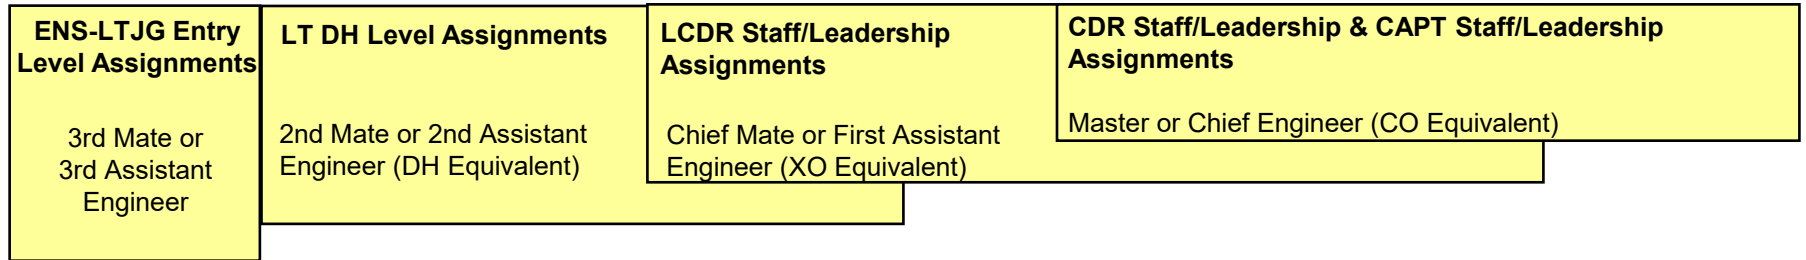 ENS-LTJG Entry
Level Assignments
3rd Mate or
3rd Assistant
Engineer
LT DH Level Assignments
2nd Mate or 2nd Assistant
Engineer (DH Equivalent)
LCDR Staff/Leadership
Assignments
Chief Mate or First Assistant
Engineer (XO Equivalent)
CDR Staff/Leadership & CAPT Staff/Leadership
Assignments
Master or Chief Engineer (CO Equivalent)